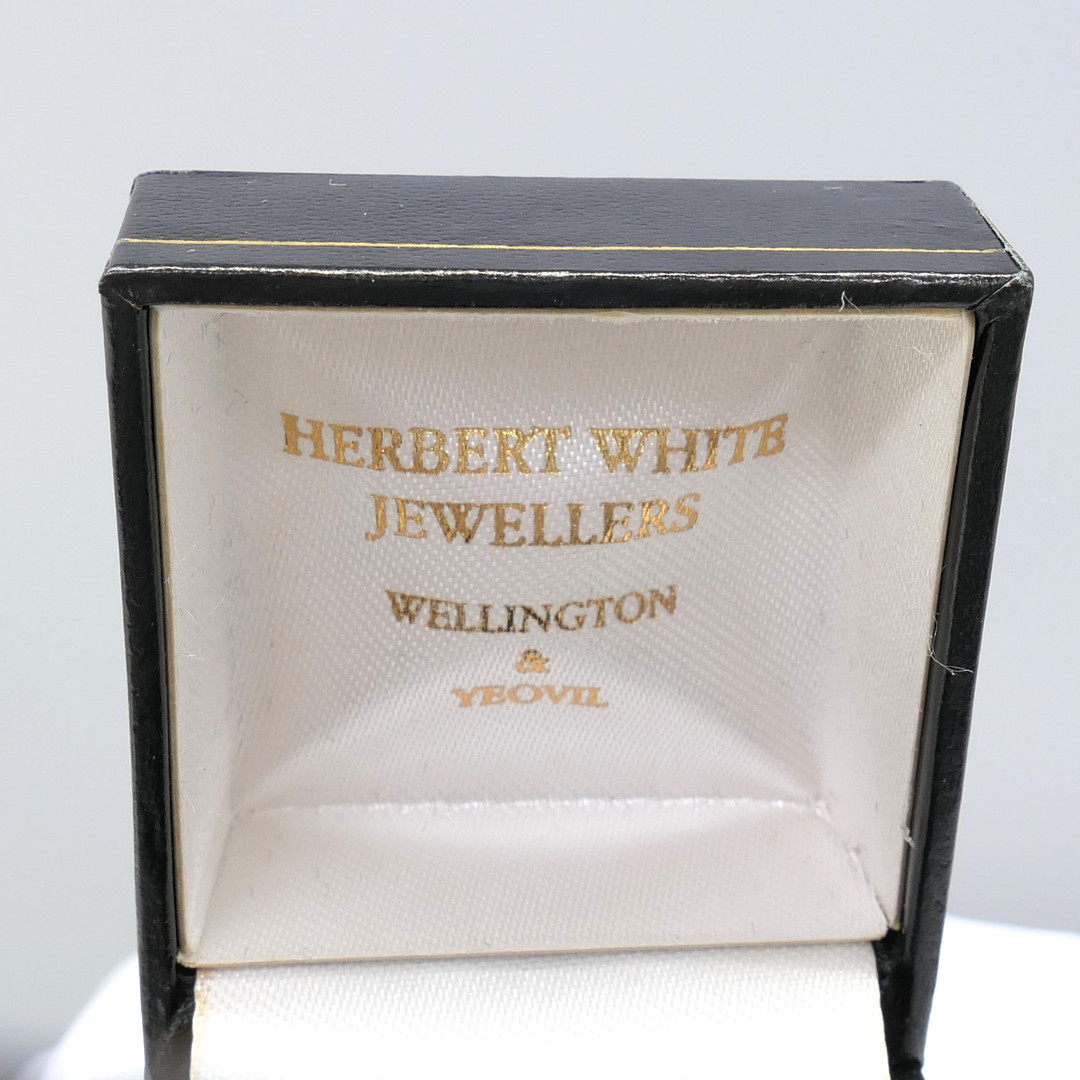 HERBERT WHITE
JEWELLERS
WELLINGTON
&
YEOVIL